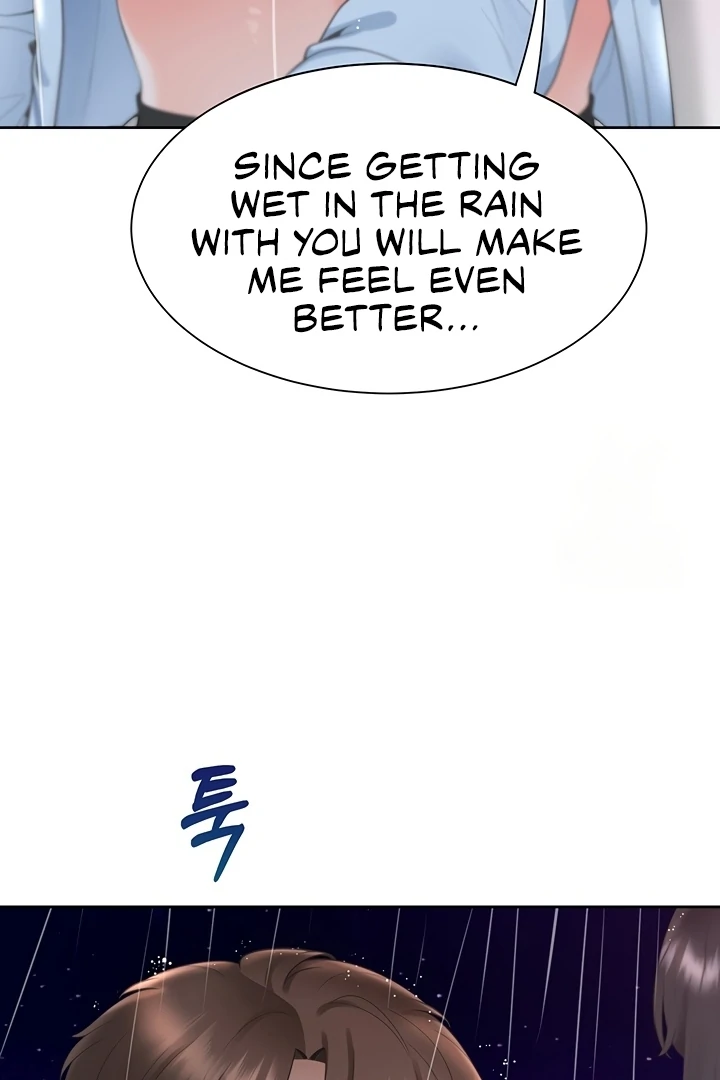 SINCE GETTING
WET IN THE RAIN
WITH YOU WILL MAKE
ME FEEL EVEN
BETTER...
툭